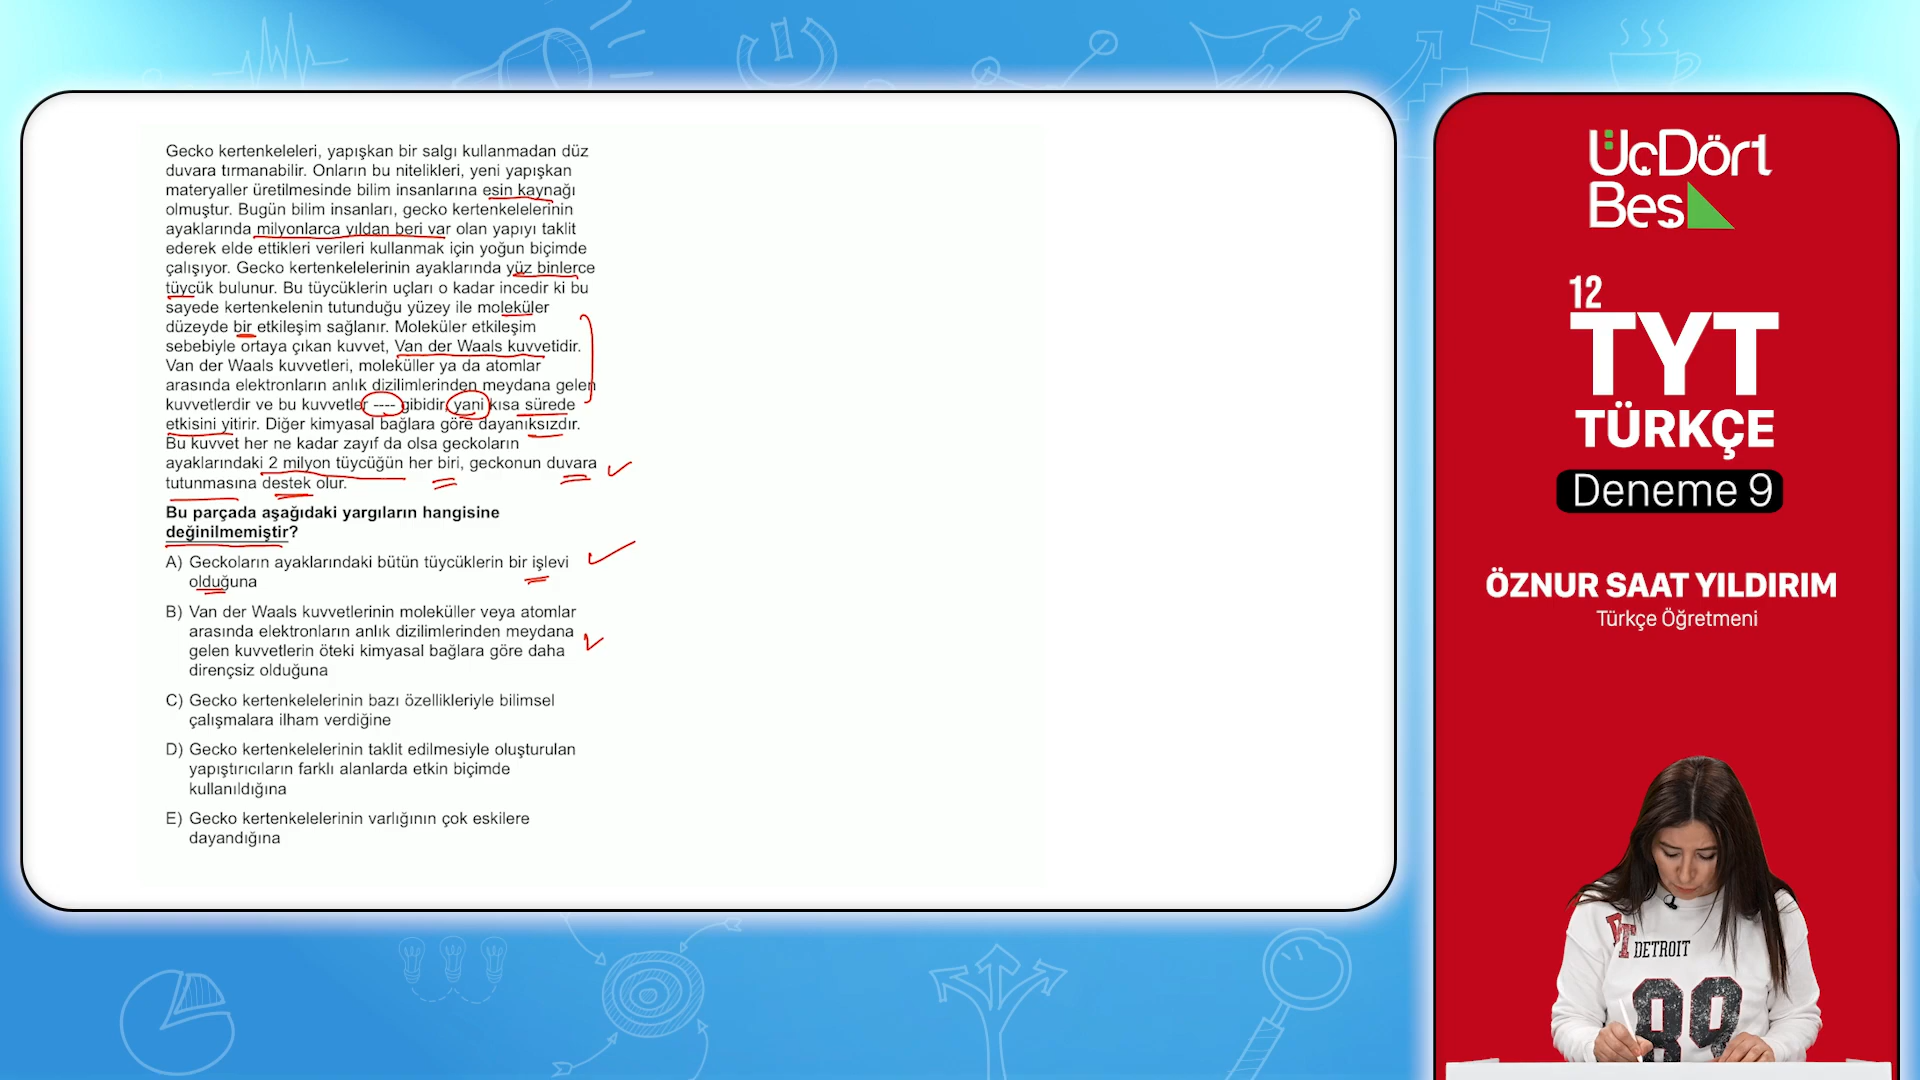 Gecko kertenkeleleri, yapışkan bir salgı kullanmadan düz
duvara tırmanabilir. Onların bu nitelikleri, yeni yapışkan
materyaller üretilmesinde bilim insanlarına esin kaynağı
olmuştur. Bugün bilim insanları, gecko kertenkelelerinin
ayaklarında milyonlarca yıldan beri var olan yapıyı taklit
ederek elde ettikleri verileri kullanmak için yoğun biçimde
çalışıyor. Gecko kertenkelelerinin ayaklarında yüz binlerce
tüycük bulunur. Bu tüycüklerin uçları o kadar incedir ki bu
sayede kertenkelenin tutunduğu yüzey ile moleküler
düzeyde bir etkileşim sağlanır. Moleküler etkileşim
sebebiyle ortaya çıkan kuvvet, Van der Waals kuvvetidir.
Van der Waals kuvvetleri, moleküller ya da atomlar
arasında elektronların anlık dizilimlerinden meydana gelen
kuvvetlerdir ve bu kuvvetler ---- gibidir, yani kısa sürede
etkisini yitirir. Diğer kimyasal bağlara göre dayanıksızdır.
Bu kuvvet her ne kadar zayıf da olsa geckoların
ayaklarındaki 2 milyon tüycüğün her biri, geckonun duvara
tutunmasına destek olur.
Bu parçada aşağıdaki yargıların hangisine
değinilmemiştir?
A) Geckoların ayaklarındaki bütün tüycüklerin bir işlevi
olduğuna
B) Van der Waals kuvvetlerinin moleküller veya atomlar
arasında elektronların anlık dizilimlerinden meydana
gelen kuvvetlerin öteki kimyasal bağlara göre daha
dirençsiz olduğuna
C) Gecko kertenkelelerinin bazı özellikleriyle bilimsel
çalışmalara ilham verdiğine
D) Gecko kertenkelelerinin taklit edilmesiyle oluşturulan
yapıştırıcıların farklı alanlarda etkin biçimde
kullanıldığına
E) Gecko kertenkelelerinin varlığının çok eskilere
dayandığına
ÜçDört
Beş
12
TYT
TÜRKÇE
Deneme 9
ÖZNUR SAAT YILDIRIM
Türkçe Öğretmeni
DETROIT
89